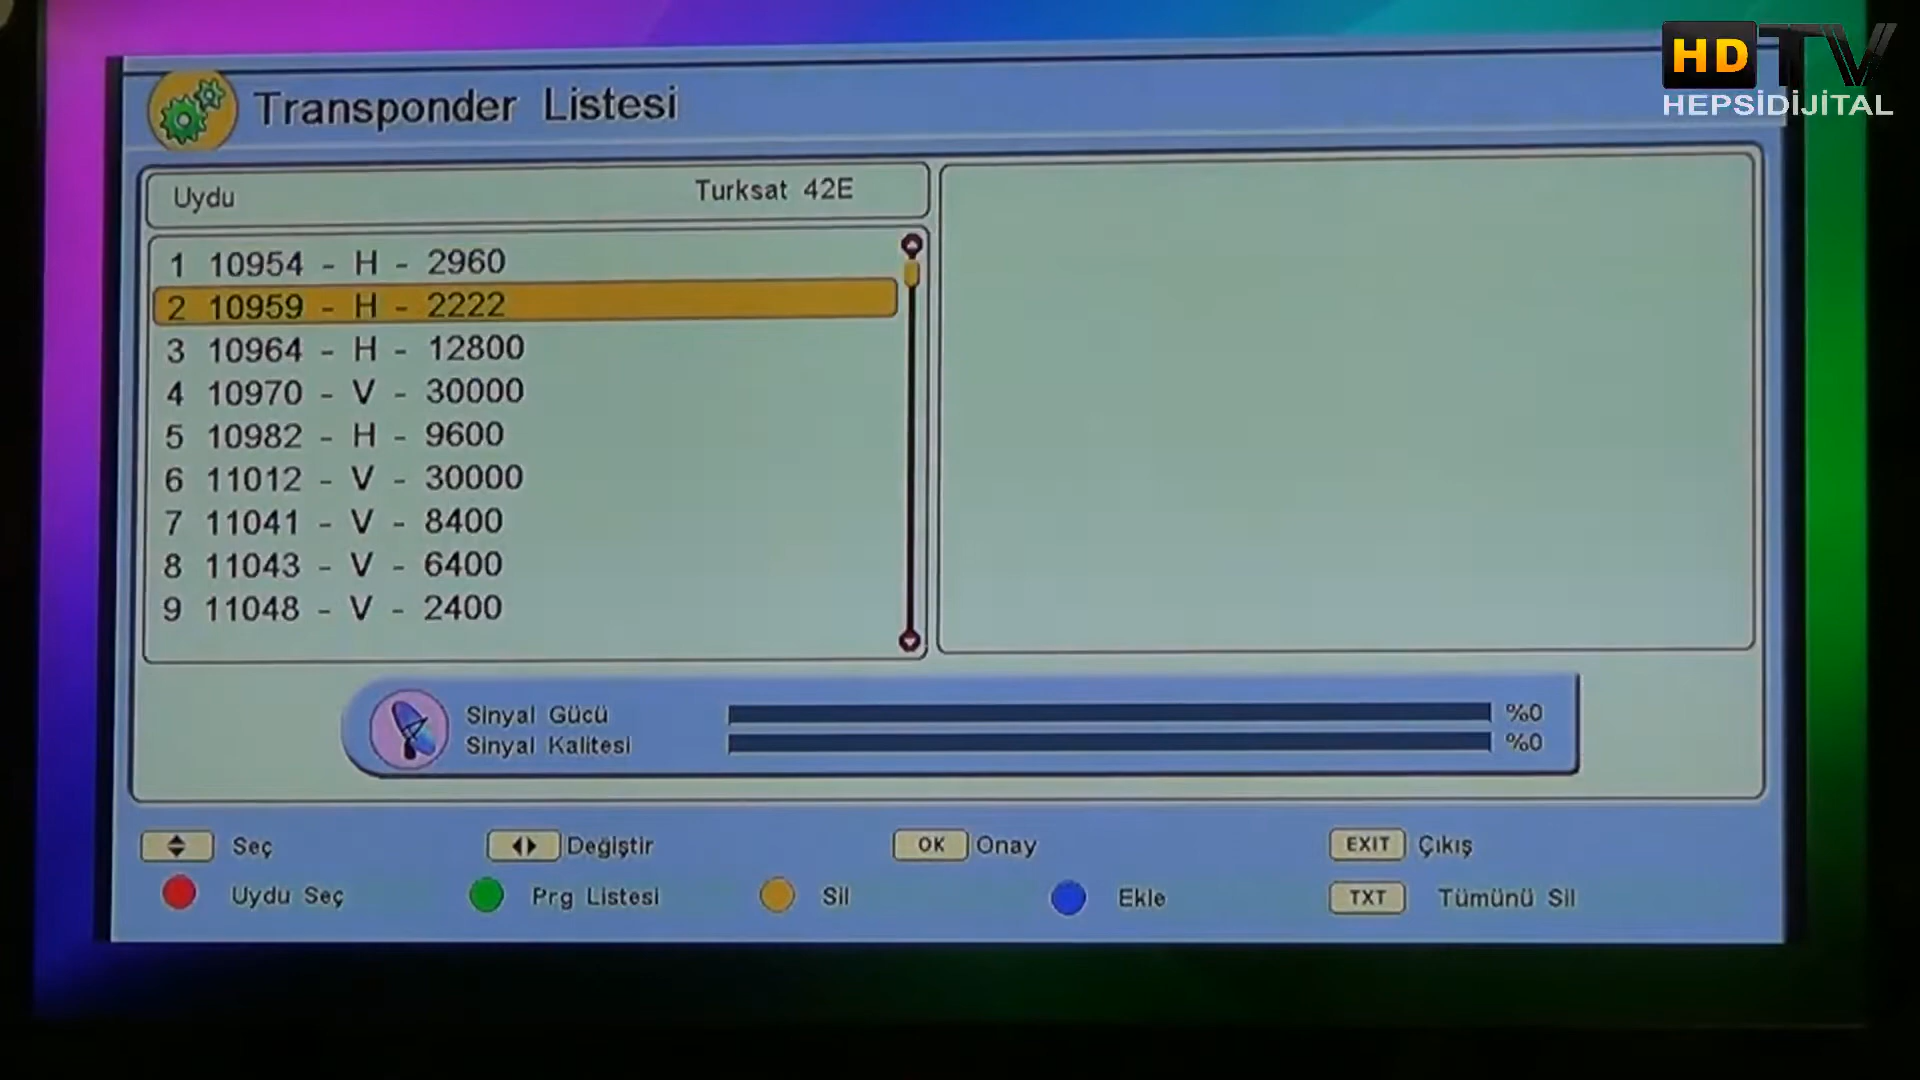 HD TV
HEPSİDİJİTAL
Transponder Listesi
Uydu Turksat 42E
1 10954 - H - 2960
2 10959 - H - 2222
3 10964 - H - 12800
4 10970 - V - 30000
5 10982 - H - 9600
6 11012 - V - 30000
7 11041 - V - 8400
8 11043 - V - 6400
9 11048 - V - 2400
Sinyal Gücü %0
Sinyal Kalitesi %0
Seç Değiştir OK Onay EXIT Çıkış
Uydu Seç Prg Listesi Sil Ekle TXT Tümünü Sil